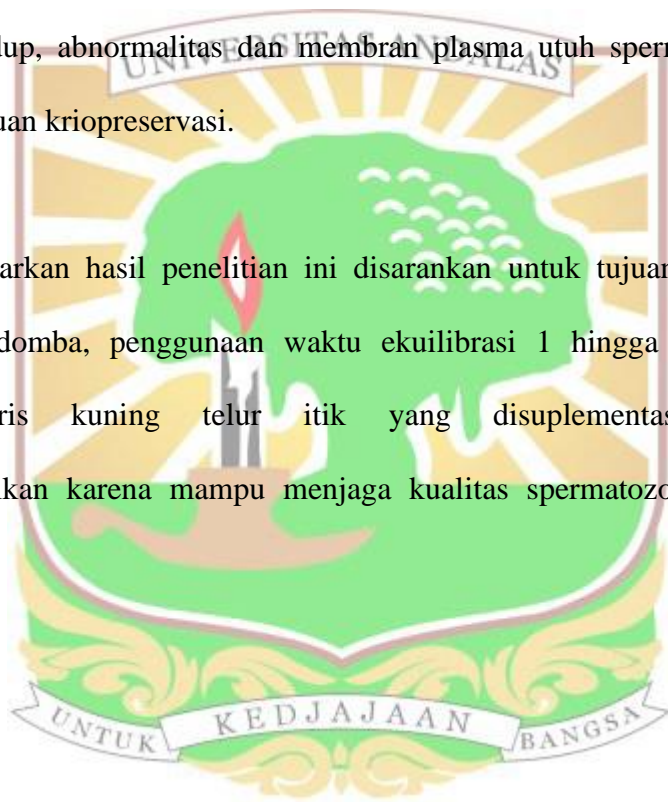 dup, abnormalitas dan membran plasma utuh sperm
UNIVERSITAS ANDALAS
uan kriopreservasi.
arkan hasil penelitian ini disarankan untuk tujuan
domba, penggunaan waktu ekuilibrasi 1 hingga
ris kuning telur itik yang disuplementas
ikan karena mampu menjaga kualitas spermatozo
UNTUK KEDJAJAAN BANGSA